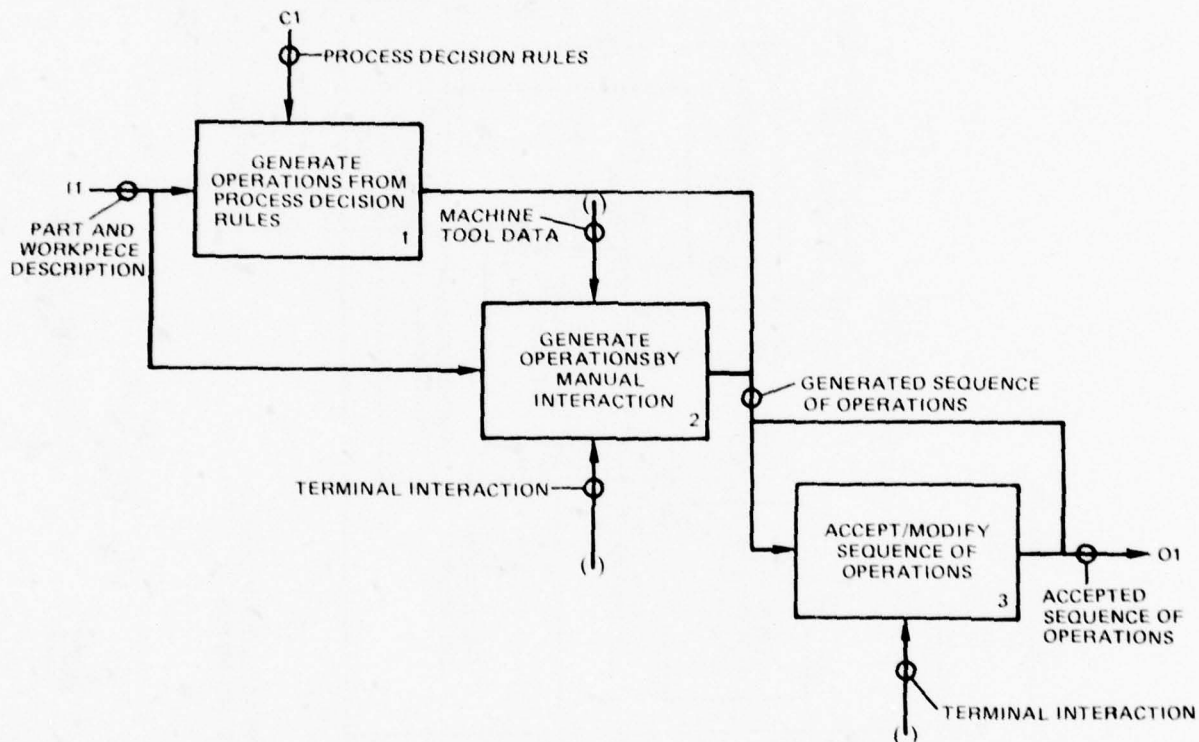 C1
PROCESS DECISION RULES
GENERATE
OPERATIONS FROM
PROCESS DECISION
RULES
1
I1
PART AND
WORKPIECE
DESCRIPTION
( )
MACHINE
TOOL DATA
GENERATE
OPERATIONS BY
MANUAL
INTERACTION
2
GENERATED SEQUENCE
OF OPERATIONS
TERMINAL INTERACTION
( )
ACCEPT/MODIFY
SEQUENCE OF
OPERATIONS
3
O1
ACCEPTED
SEQUENCE OF
OPERATIONS
TERMINAL INTERACTION
( )